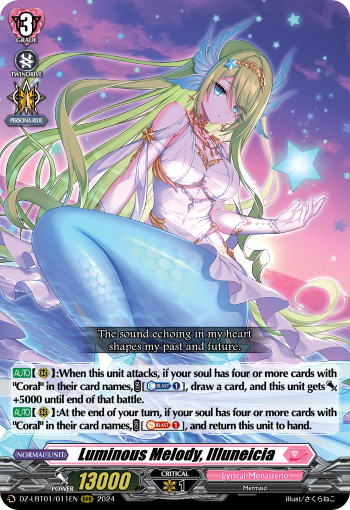 3
GRADE
TWINDRIVE
PERSONA RIDE
The sound echoing in my heart
shapes my past and future.
AUTO【RC】:When this unit attacks, if your soul has four or more cards with
"Coral" in their card names, [BLAST 1], draw a card, and this unit gets
+5000 until end of that battle.
AUTO【RC】:At the end of your turn, if your soul has four or more cards with
"Coral" in their card names, [BLAST 1], and return this unit to hand.
NORMAL UNIT
Luminous Melody, Illuneicia
POWER 13000
CRITICAL
1
Lyrical Monasterio
Mermaid
DZ-LBT01/011EN RRR 2024
illust/さくらねこ